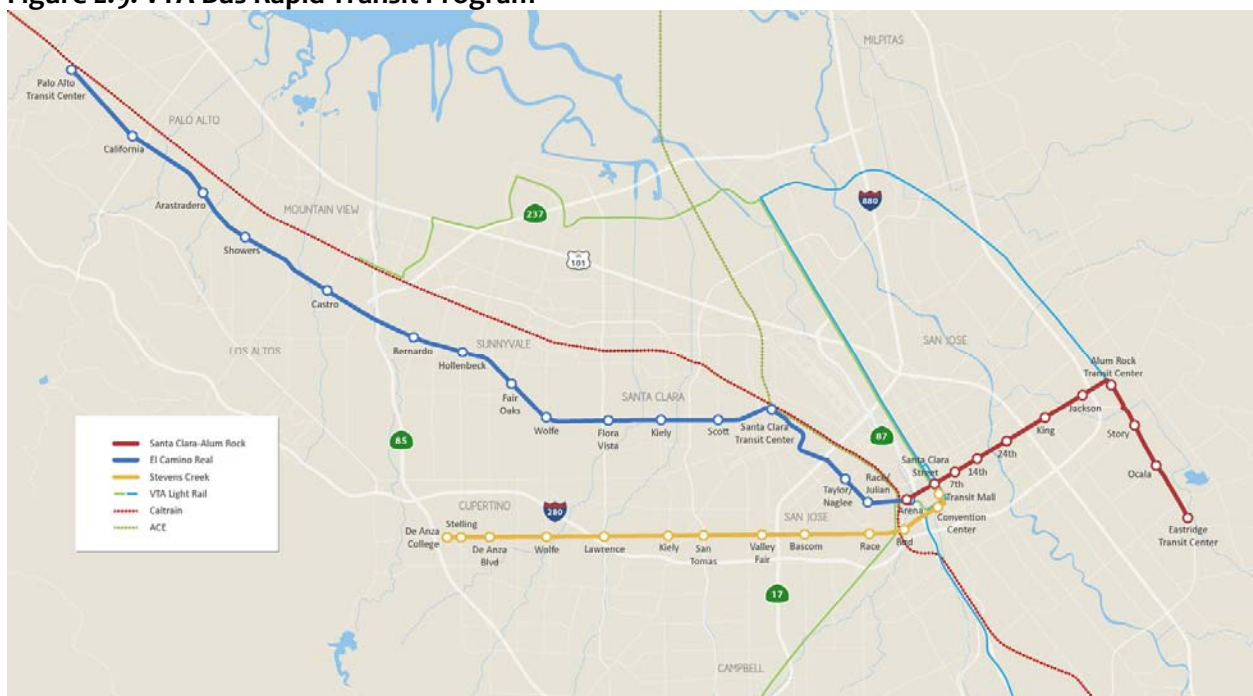 Figure 2.9. VTA Bus Rapid Transit Program
MILPITAS
Palo Alto
Transit Center
PALO ALTO
California
Arastradero
MOUNTAIN VIEW
237
880
Showers
US
101
Castro
LOS ALTOS
Bernardo
SUNNYVALE
Hollenbeck
SAN JOSE
Alum Rock
Transit Center
Fair
Oaks
SANTA CLARA
Jackson
Wolfe
Flora
Vista
Kiely
Scott
Santa Clara
Transit Center
King
Story
85
87
24th
Santa Clara
Street
14th
7th
Ocala
Santa Clara-Alum Rock
El Camino Real
Stevens Creek
VTA Light Rail
Caltrain
ACE
Taylor/
Naglee
Race/
Julian
Transit Mall
Arena
Convention
Center
CUPERTINO
280
SAN JOSE
Eastridge
Transit Center
De Anza
College
Stelling
De Anza
Blvd
Wolfe
Lawrence
Kiely
San
Tomas
Valley
Fair
Bascom
Race
Bird
17
CAMPBELL